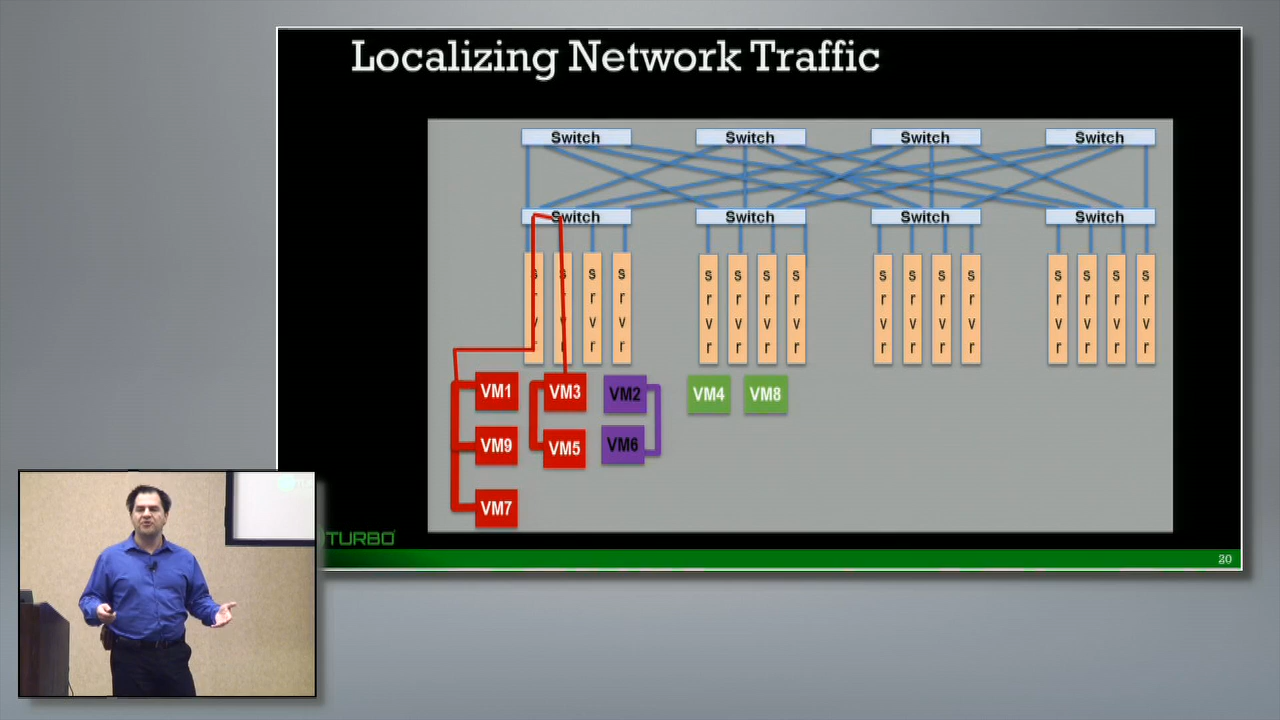 Localizing Network Traffic
Switch Switch Switch Switch
Switch Switch Switch Switch
s s s s s s s s s s s s s s s s
r r r r r r r r r r r r r r r r
v v v v v v v v v v v v v v v v
r r r r r r r r r r r r r r r r
VM1 VM3 VM2 VM4 VM8
VM9 VM5 VM6
VM7
TURBO
20